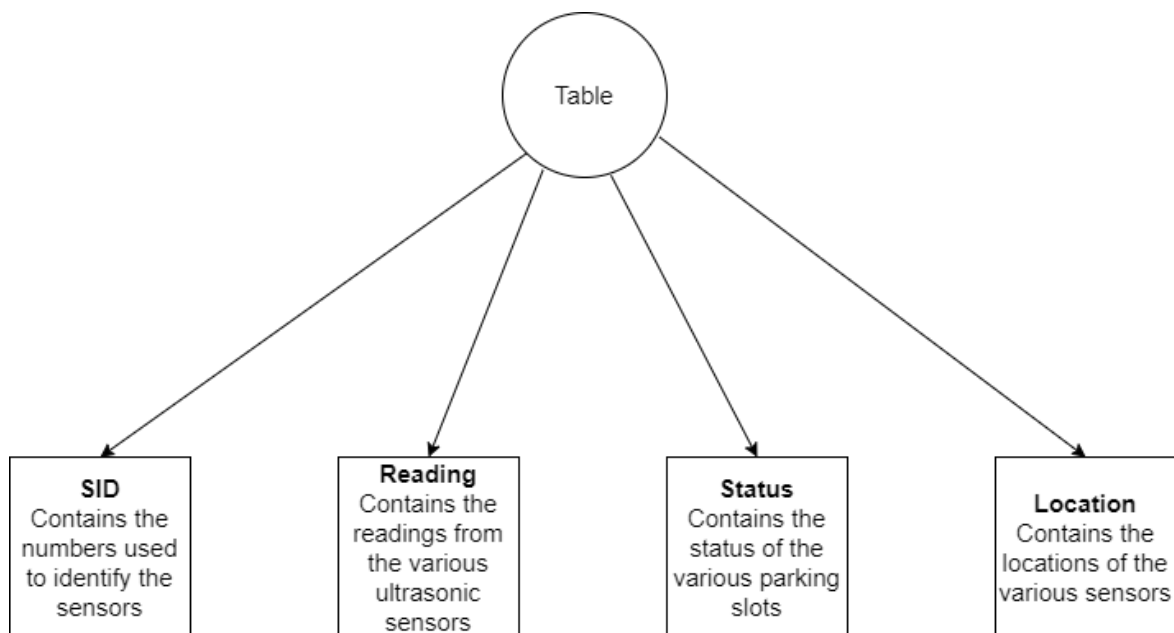 Table
SID
Contains the
numbers used
to identify the
sensors
Reading
Contains the
readings from
the various
ultrasonic
sensors
Status
Contains the
status of the
various parking
slots
Location
Contains the
locations of the
various sensors